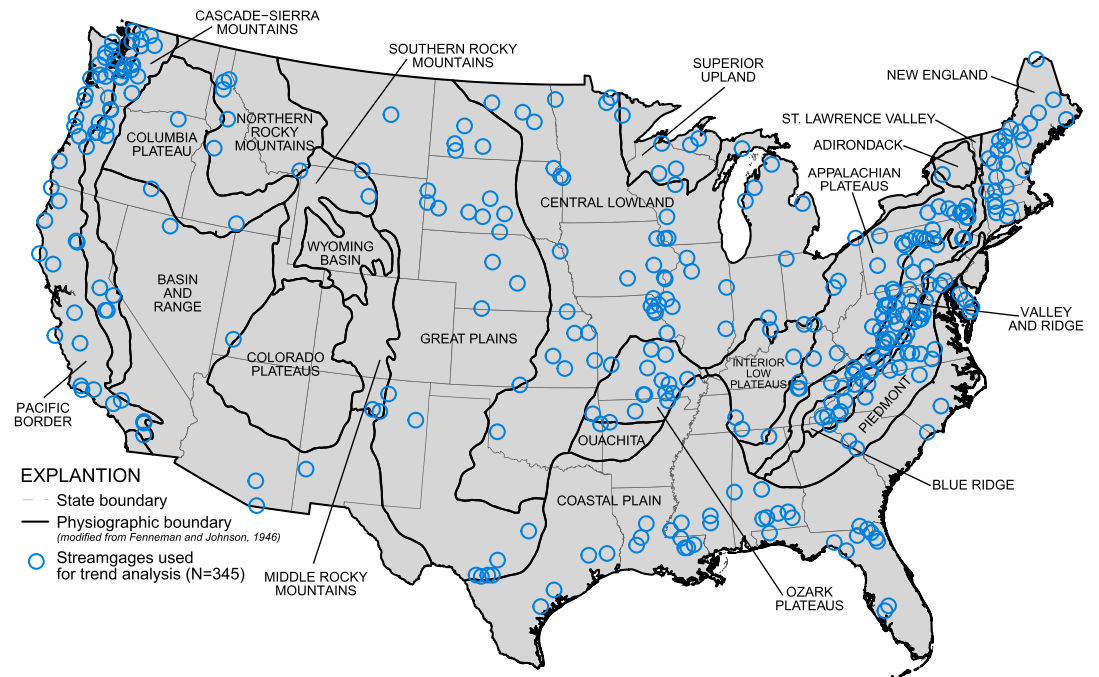 CASCADE–SIERRA
MOUNTAINS
SOUTHERN ROCKY
MOUNTAINS
SUPERIOR
UPLAND
NEW ENGLAND
ST. LAWRENCE VALLEY
ADIRONDACK
APPALACHIAN
PLATEAUS
COLUMBIA
PLATEAU
NORTHERN
ROCKY
MOUNTAINS
CENTRAL LOWLAND
WYOMING
BASIN
BASIN
AND
RANGE
GREAT PLAINS
COLORADO
PLATEAUS
INTERIOR
LOW
PLATEAUS
VALLEY
AND RIDGE
PIEDMONT
PACIFIC
BORDER
OUACHITA
BLUE RIDGE
COASTAL PLAIN
MIDDLE ROCKY
MOUNTAINS
OZARK
PLATEAUS
EXPLANTION
State boundary
Physiographic boundary
(modified from Fenneman and Johnson, 1946)
Streamgages used
for trend analysis (N=345)